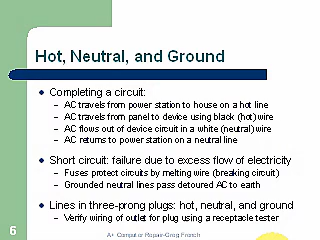 Hot, Neutral, and Ground
Completing a circuit:
– AC travels from power station to house on a hot line
– AC travels from panel to device using black (hot) wire
– AC flows out of device circuit in a white (neutral) wire
– AC returns to power station on a neutral line
Short circuit: failure due to excess flow of electricity
– Fuses protect circuits by melting wire (breaking circuit)
– Grounded neutral lines pass detoured AC to earth
Lines in three-prong plugs: hot, neutral, and ground
– Verify wiring of outlet for plug using a receptacle tester
6
A+ Computer Repair-Greg French